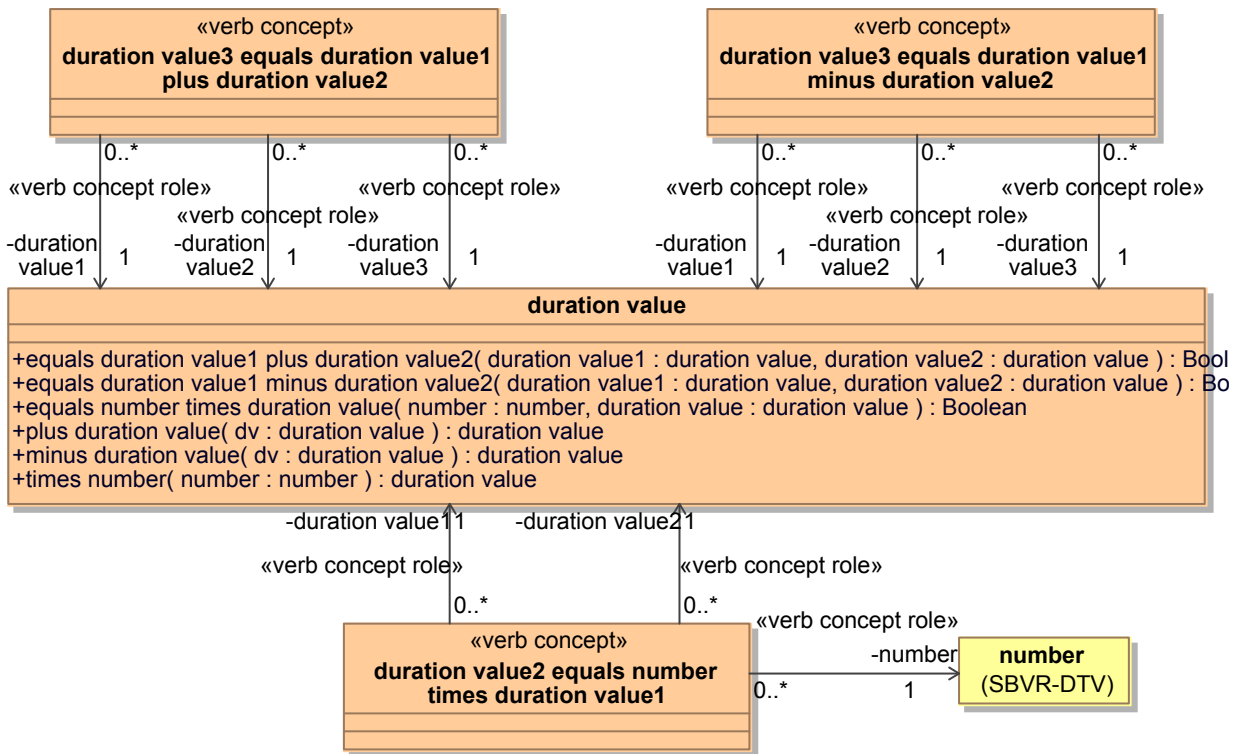 «verb concept»
duration value3 equals duration value1
plus duration value2
«verb concept»
duration value3 equals duration value1
minus duration value2
0..*
0..*
0..*
0..*
0..*
0..*
«verb concept role»
«verb concept role»
«verb concept role»
«verb concept role»
«verb concept role»
«verb concept role»
-duration
value1
1
-duration
value2
1
-duration
value3
1
-duration
value1
1
-duration
value2
1
-duration
value3
1
duration value
+equals duration value1 plus duration value2( duration value1 : duration value, duration value2 : duration value ) : Bool
+equals duration value1 minus duration value2( duration value1 : duration value, duration value2 : duration value ) : Bo
+equals number times duration value( number : number, duration value : duration value ) : Boolean
+plus duration value( dv : duration value ) : duration value
+minus duration value( dv : duration value ) : duration value
+times number( number : number ) : duration value
-duration value1
1
-duration value2
1
«verb concept role»
«verb concept role»
0..*
0..*
«verb concept role»
«verb concept»
duration value2 equals number
times duration value1
-number
0..*
1
number
(SBVR-DTV)